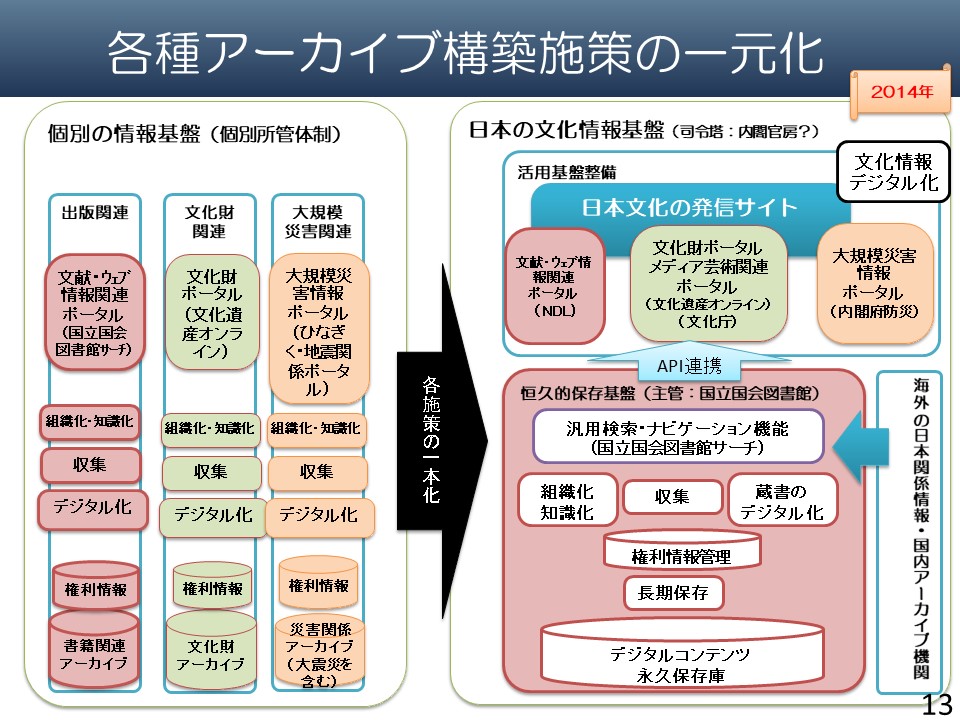 各種アーカイブ構築施策の一元化
2014年
個別の情報基盤（個別所管体制）
出版関連
文献・ウェブ
情報関連
ポータル
（国立国会
図書館サーチ）
組織化・知識化
収集
デジタル化
権利情報
書籍関連
アーカイブ
文化財
関連
文化財
ポータル
（文化遺
産オンラ
イン）
組織化・知識化
収集
デジタル化
権利情報
文化財
アーカイブ
大規模
災害関連
大規模災
害情報
ポータル
（ひなぎ
く・地震関
係ポータ
ル）
組織化・知識化
収集
デジタル化
権利情報
災害関係
アーカイブ
（大震災を
含む）
各施策の一本化
日本の文化情報基盤（司令塔：内閣官房？）
文化情報
デジタル化
活用基盤整備
日本文化の発信サイト
文献・ウェブ情
報関連
ポータル
（NDL）
文化財ポータル
メディア芸術関連
ポータル
（文化遺産オンライン）
（文化庁）
大規模災害
情報
ポータル
（内閣府防災）
API連携
恒久的保存基盤（主管：国立国会図書館）
汎用検索・ナビゲーション機能
（国立国会図書館サーチ）
組織化
知識化
収集
蔵書の
デジタル化
権利情報管理
長期保存
デジタルコンテンツ
永久保存庫
海外の日本関係情報・国内アーカイブ機関
13